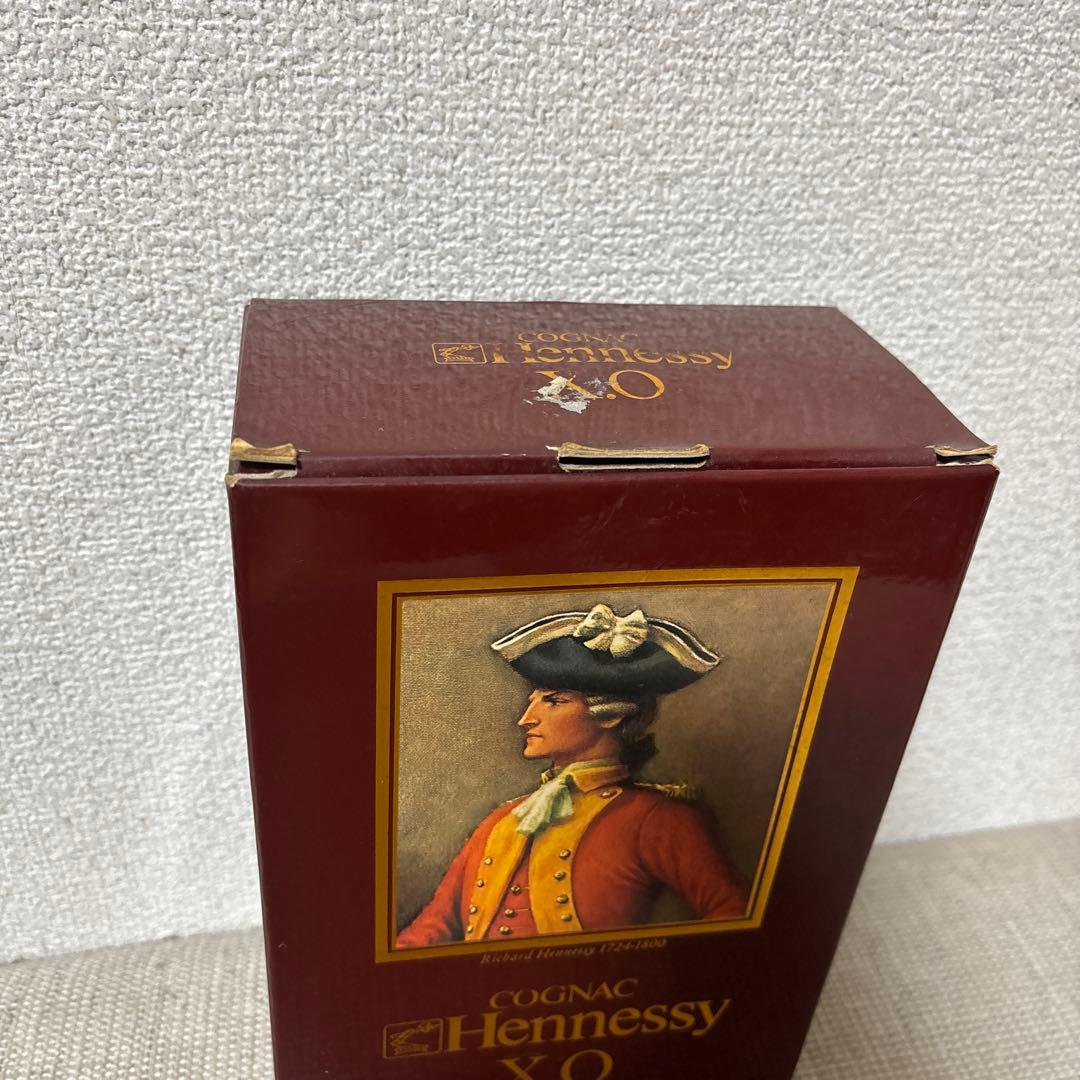 COGNAC
Hennessy
X.O
Richard Hennessy 1724-1800
COGNAC
Hennessy
X.O